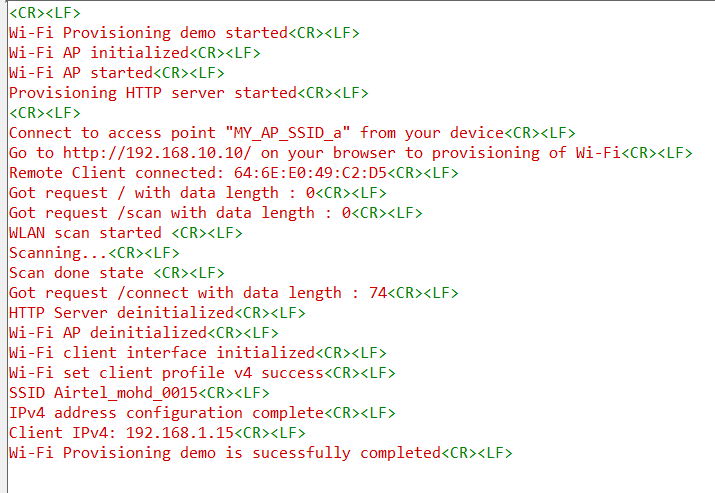 <CR><LF>
Wi-Fi Provisioning demo started<CR><LF>
Wi-Fi AP initialized<CR><LF>
Wi-Fi AP started<CR><LF>
Provisioning HTTP server started<CR><LF>
<CR><LF>
Connect to access point "MY_AP_SSID_a" from your device<CR><LF>
Go to http://192.168.10.10/ on your browser to provisioning of Wi-Fi<CR><LF>
Remote Client connected: 64:6E:E0:49:C2:D5<CR><LF>
Got request / with data length : 0<CR><LF>
Got request /scan with data length : 0<CR><LF>
WLAN scan started <CR><LF>
Scanning...<CR><LF>
Scan done state <CR><LF>
Got request /connect with data length : 74<CR><LF>
HTTP Server deinitialized<CR><LF>
Wi-Fi AP deinitialized<CR><LF>
Wi-Fi client interface initialized<CR><LF>
Wi-Fi set client profile v4 success<CR><LF>
SSID Airtel_mohd_0015<CR><LF>
IPv4 address configuration complete<CR><LF>
Client IPv4: 192.168.1.15<CR><LF>
Wi-Fi Provisioning demo is sucessfully completed<CR><LF>